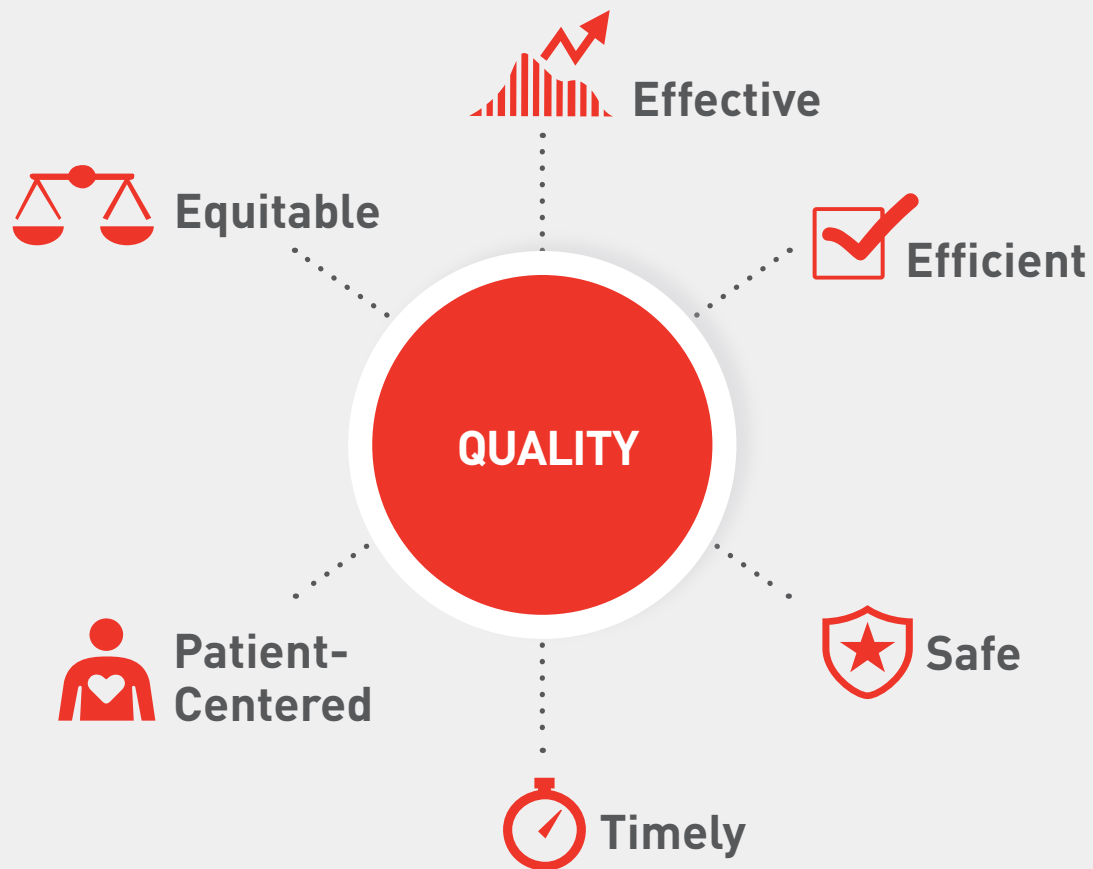 Effective
Equitable
Efficient
QUALITY
Patient-
Centered
Safe
Timely